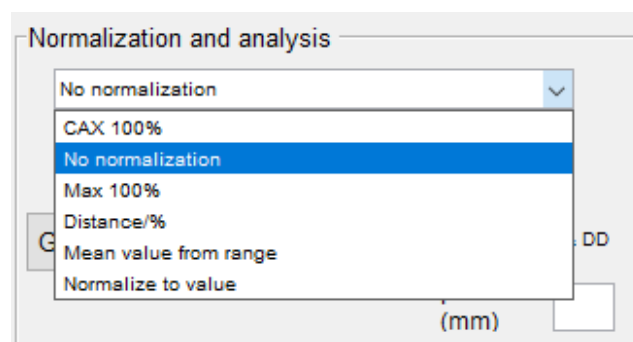 Normalization and analysis
No normalization
CAX 100%
No normalization
Max 100%
Distance/%
Mean value from range
Normalize to value
G
DD
(mm)